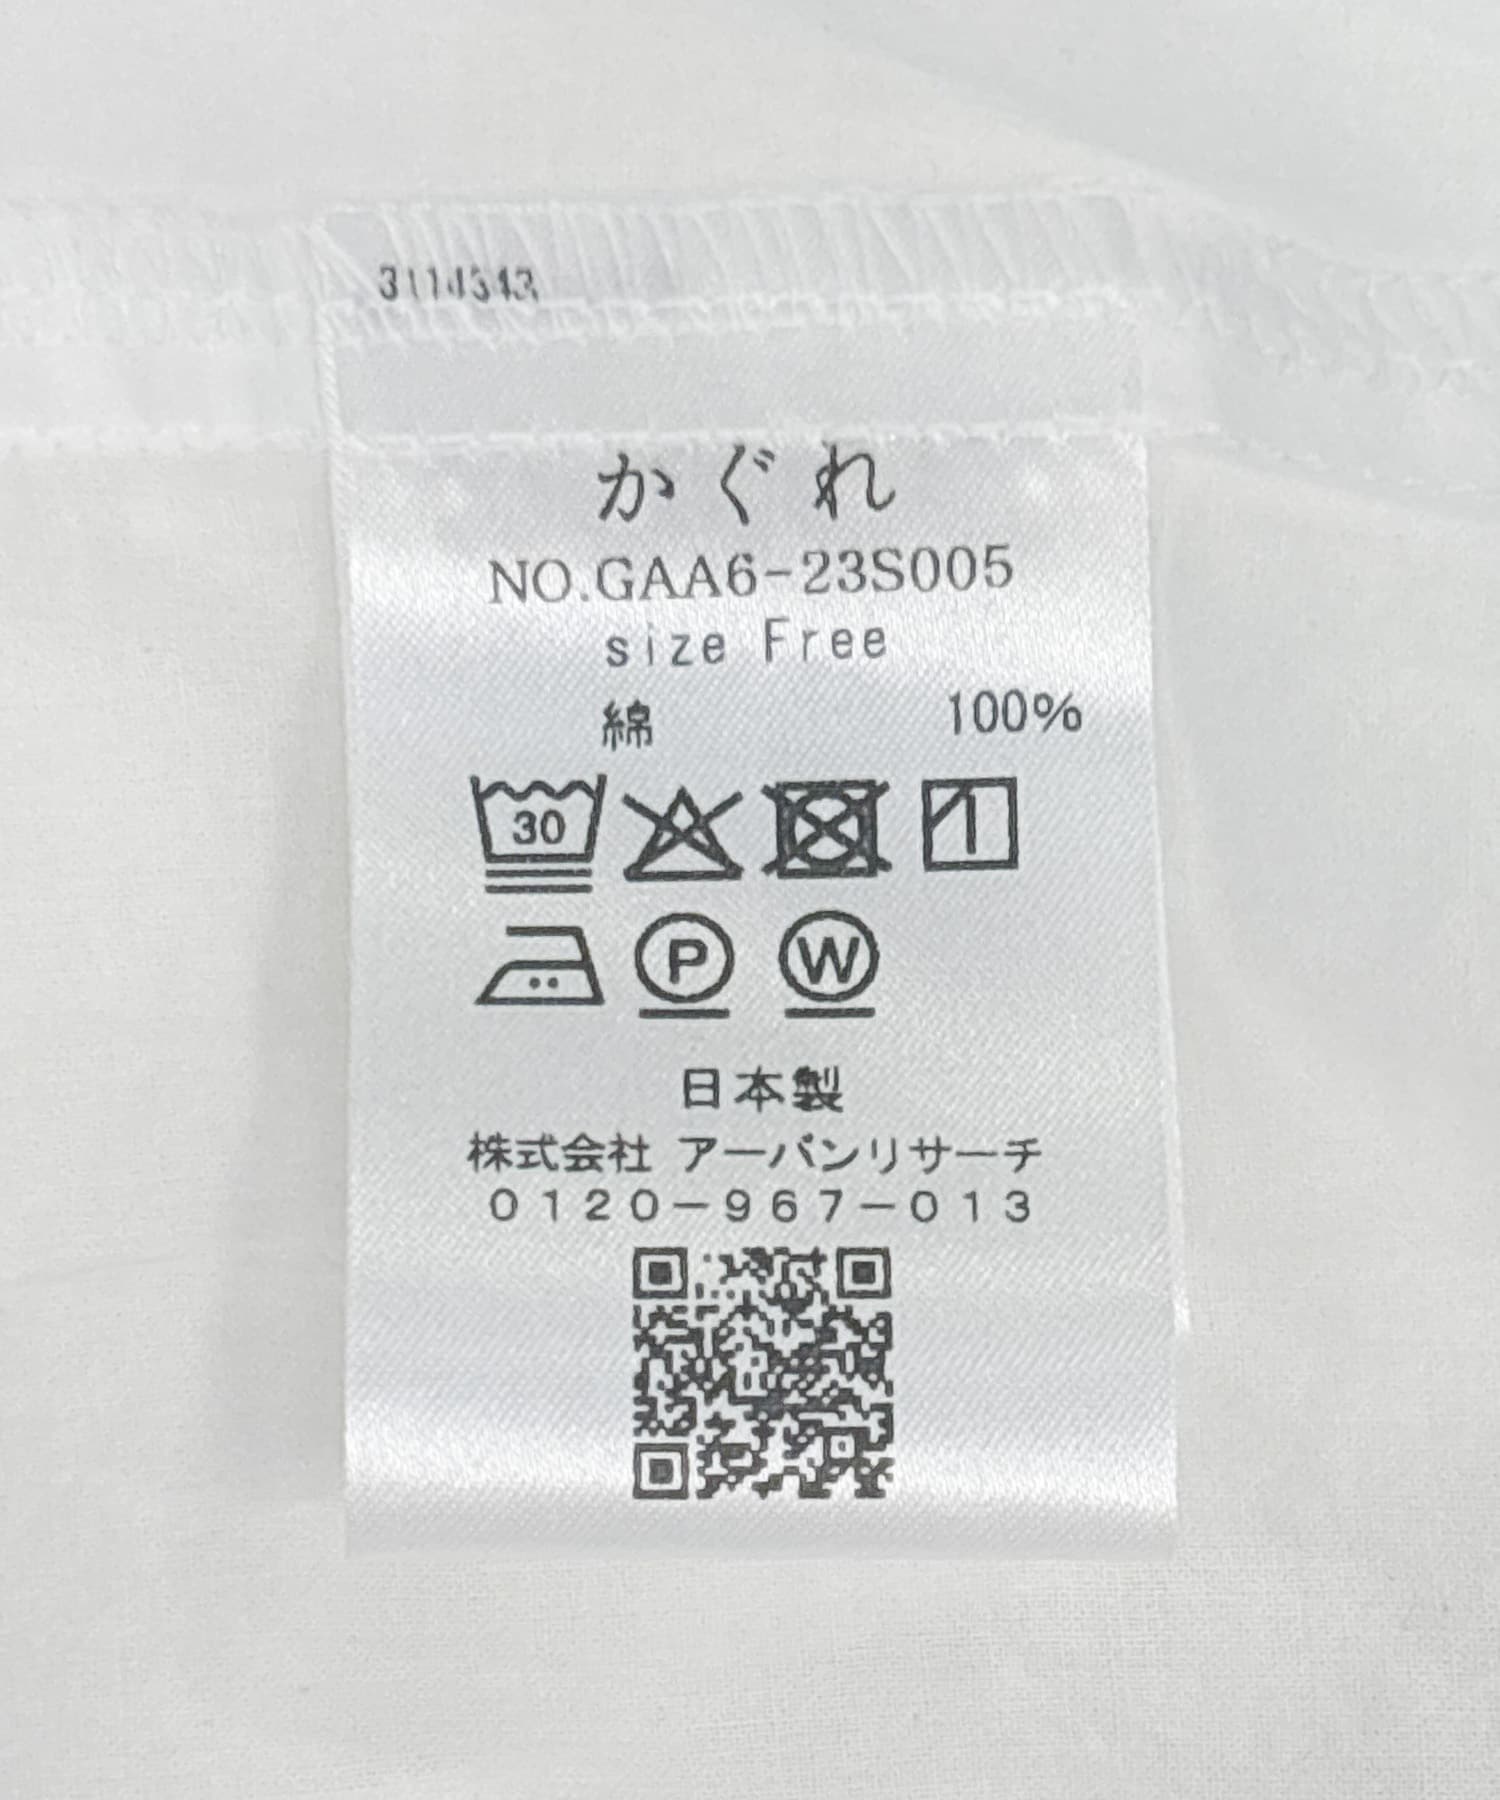 かぐれ
NO.GAA6-23S005
size Free
綿 100%
30
P W
日本製
株式会社 アーバンリサーチ
0120-967-013